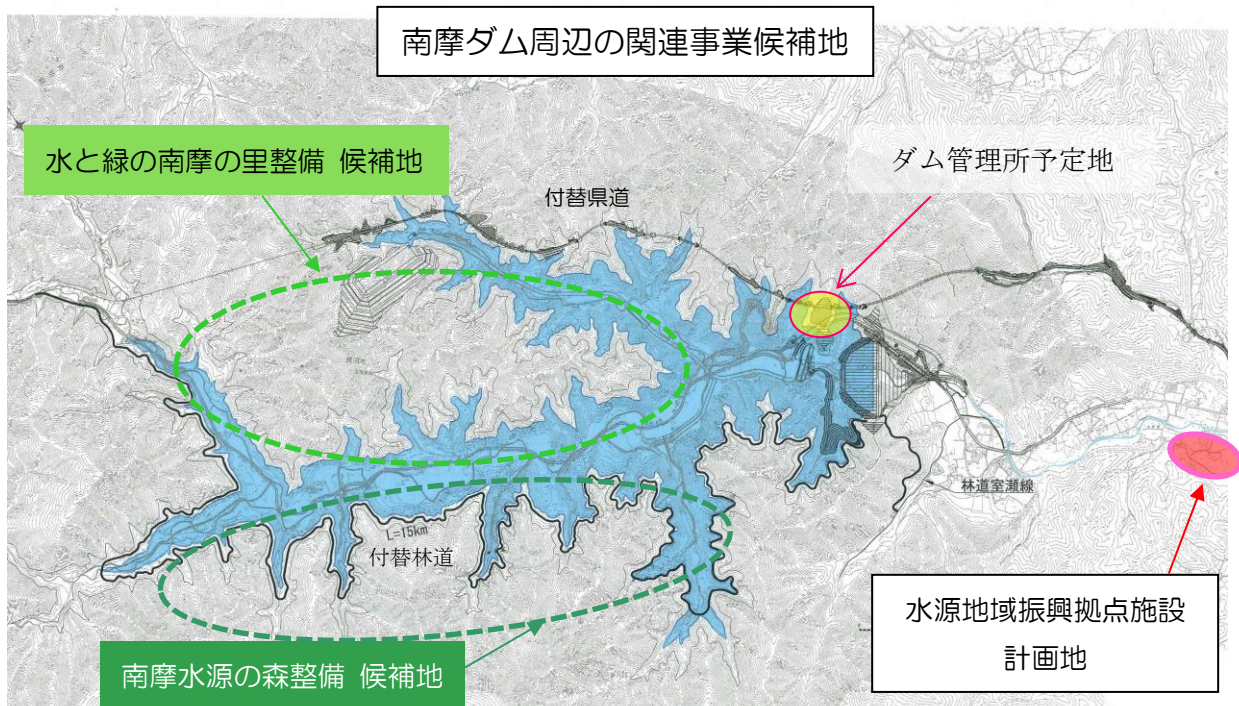 南摩ダム周辺の関連事業候補地
水と緑の南摩の里整備 候補地
ダム管理所予定地
付替県道
林道室瀬線
L=15km
付替林道
水源地域振興拠点施設
計画地
南摩水源の森整備 候補地